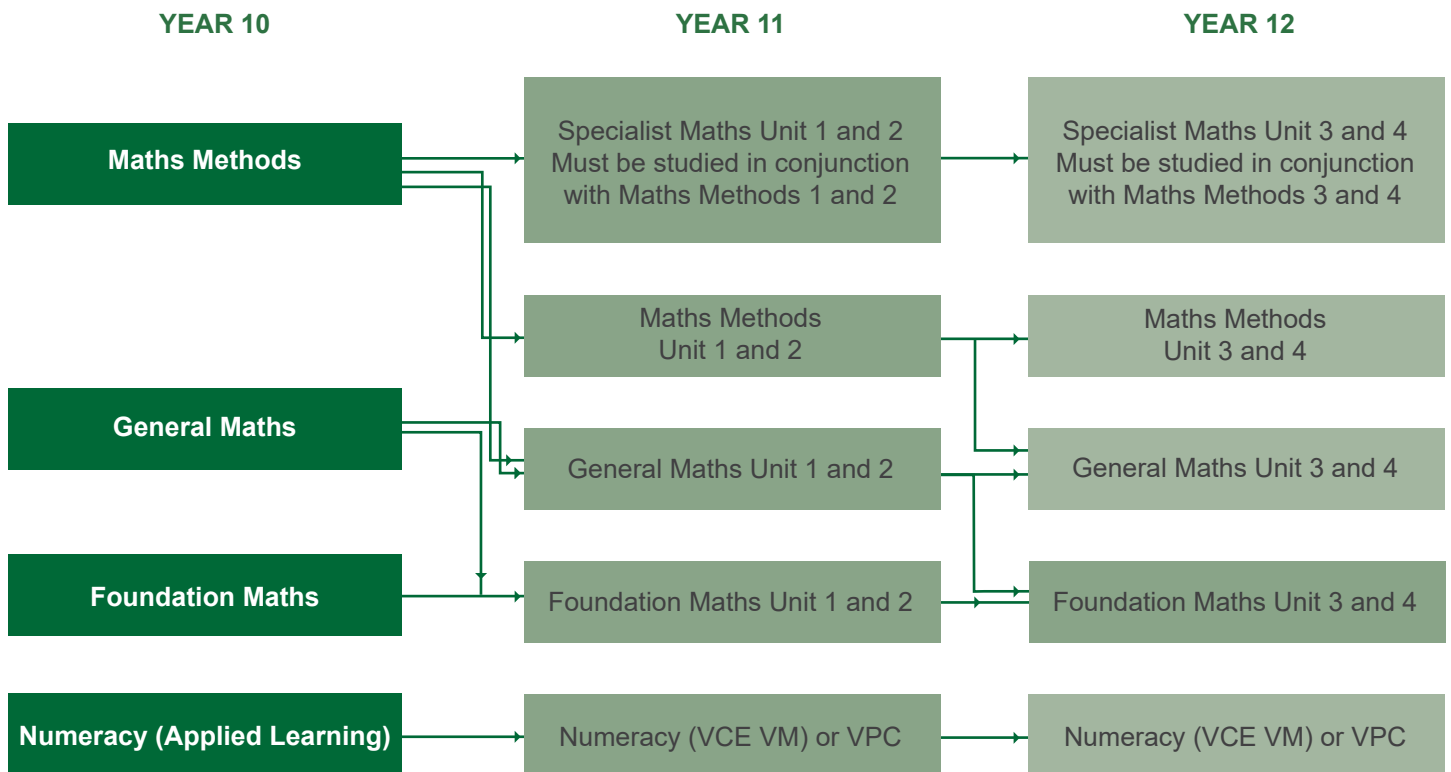 YEAR 10
YEAR 11
YEAR 12
Maths Methods
Specialist Maths Unit 1 and 2
Must be studied in conjunction
with Maths Methods 1 and 2
Specialist Maths Unit 3 and 4
Must be studied in conjunction
with Maths Methods 3 and 4
Maths Methods
Unit 1 and 2
Maths Methods
Unit 3 and 4
General Maths
General Maths Unit 1 and 2
General Maths Unit 3 and 4
Foundation Maths
Foundation Maths Unit 1 and 2
Foundation Maths Unit 3 and 4
Numeracy (Applied Learning)
Numeracy (VCE VM) or VPC
Numeracy (VCE VM) or VPC